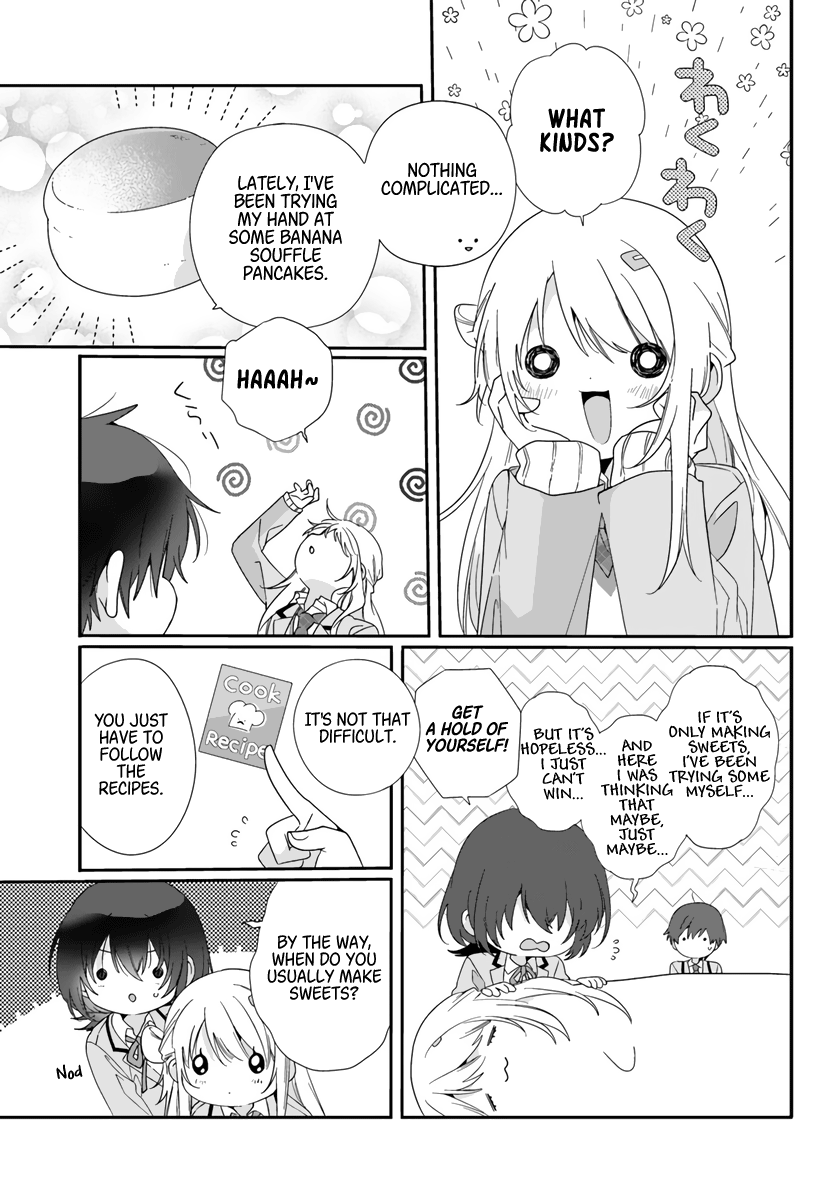 WHAT
KINDS?
わくわく
NOTHING
COMPLICATED...
LATELY, I'VE
BEEN TRYING
MY HAND AT
SOME BANANA
SOUFFLE
PANCAKES.
HAAAH~
くらっ
IF IT'S
ONLY MAKING
SWEETS,
I'VE BEEN
TRYING SOME
MYSELF...
AND
HERE
I WAS
THINKING
THAT
MAYBE,
JUST
MAYBE...
BUT IT'S
HOPELESS...
I JUST
CAN'T
WIN...
GET
A HOLD OF
YOURSELF!
IT'S NOT THAT
DIFFICULT.
Cook
Recipe
YOU JUST
HAVE TO
FOLLOW
THE
RECIPES.
BY THE WAY,
WHEN DO YOU
USUALLY MAKE
SWEETS?
Nod